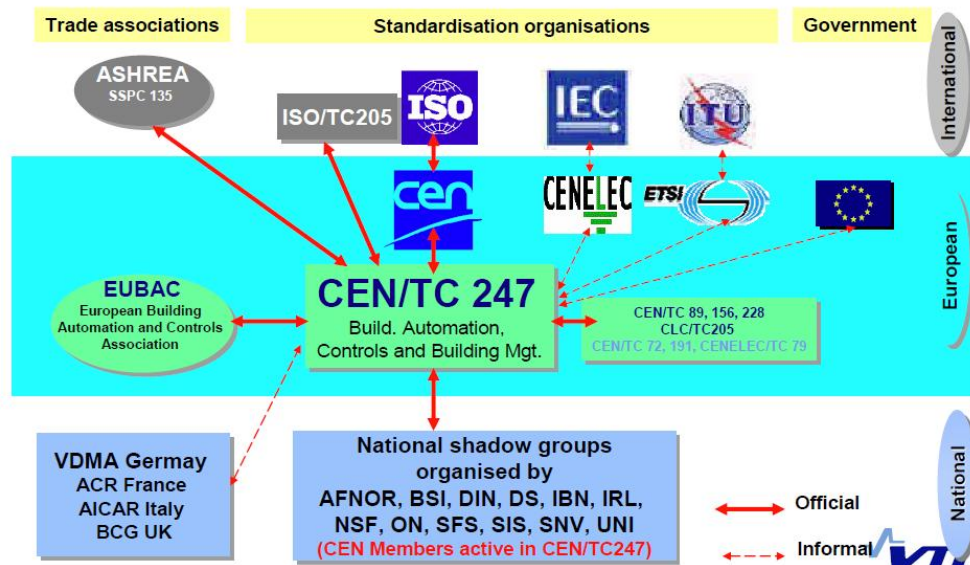 Trade associations
Standardisation organisations
Government
ASHREA
SSPC 135
ISO/TC205
ISO
IEC
ITU
International
cen
CENELEC
ETSI
European
EUBAC
European Building
Automation and Controls
Association
CEN/TC 247
Build. Automation,
Controls and Building Mgt.
CEN/TC 89, 156, 228
CLC/TC205
CEN/TC 72, 191, CENELEC/TC 79
VDMA Germay
ACR France
AICAR Italy
BCG UK
National shadow groups
organised by
AFNOR, BSI, DIN, DS, IBN, IRL,
NSF, ON, SFS, SIS, SNV, UNI
(CEN Members active in CEN/TC247)
Official
Informal
National